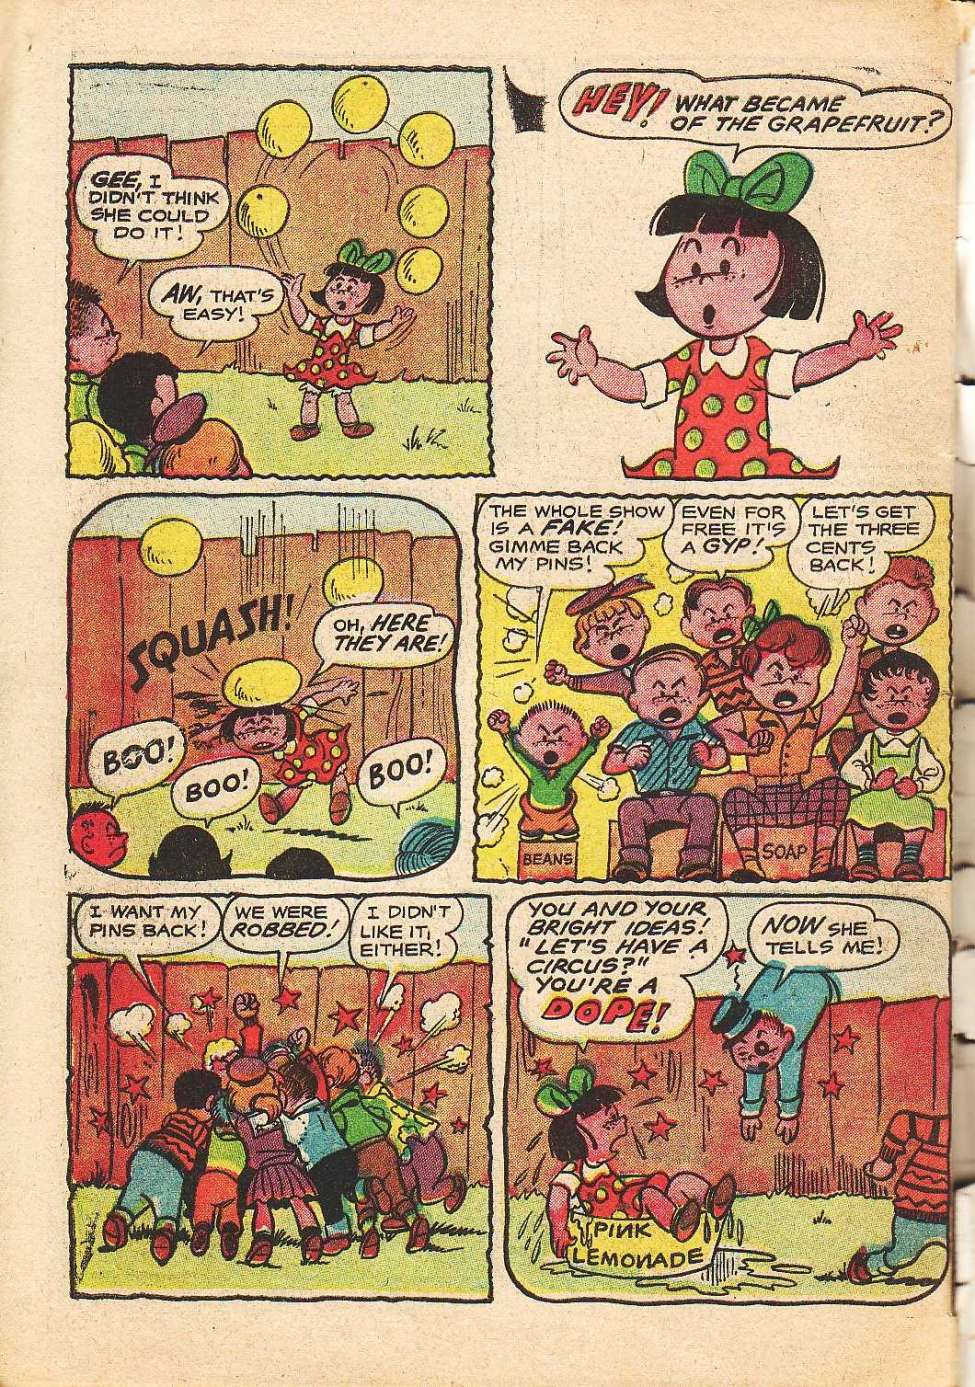 GEE, I
DIDN'T THINK
SHE COULD
DO IT!
AW, THAT'S
EASY!
HEY! WHAT BECAME
OF THE GRAPEFRUIT?
SQUASH!
OH, HERE
THEY ARE!
BOO!
BOO!
BOO!
THE WHOLE SHOW
IS A FAKE!
GIMME BACK
MY PINS!
EVEN FOR
FREE IT'S
A GYP!
LET'S GET
THE THREE
CENTS
BACK!
BEANS
SOAP
I WANT MY
PINS BACK!
WE WERE
ROBBED!
I DIDN'T
LIKE IT,
EITHER!
YOU AND YOUR
BRIGHT IDEAS!
"LET'S HAVE A
CIRCUS?"
YOU'RE A
DOPE!
NOW SHE
TELLS ME!
PINK
LEMONADE